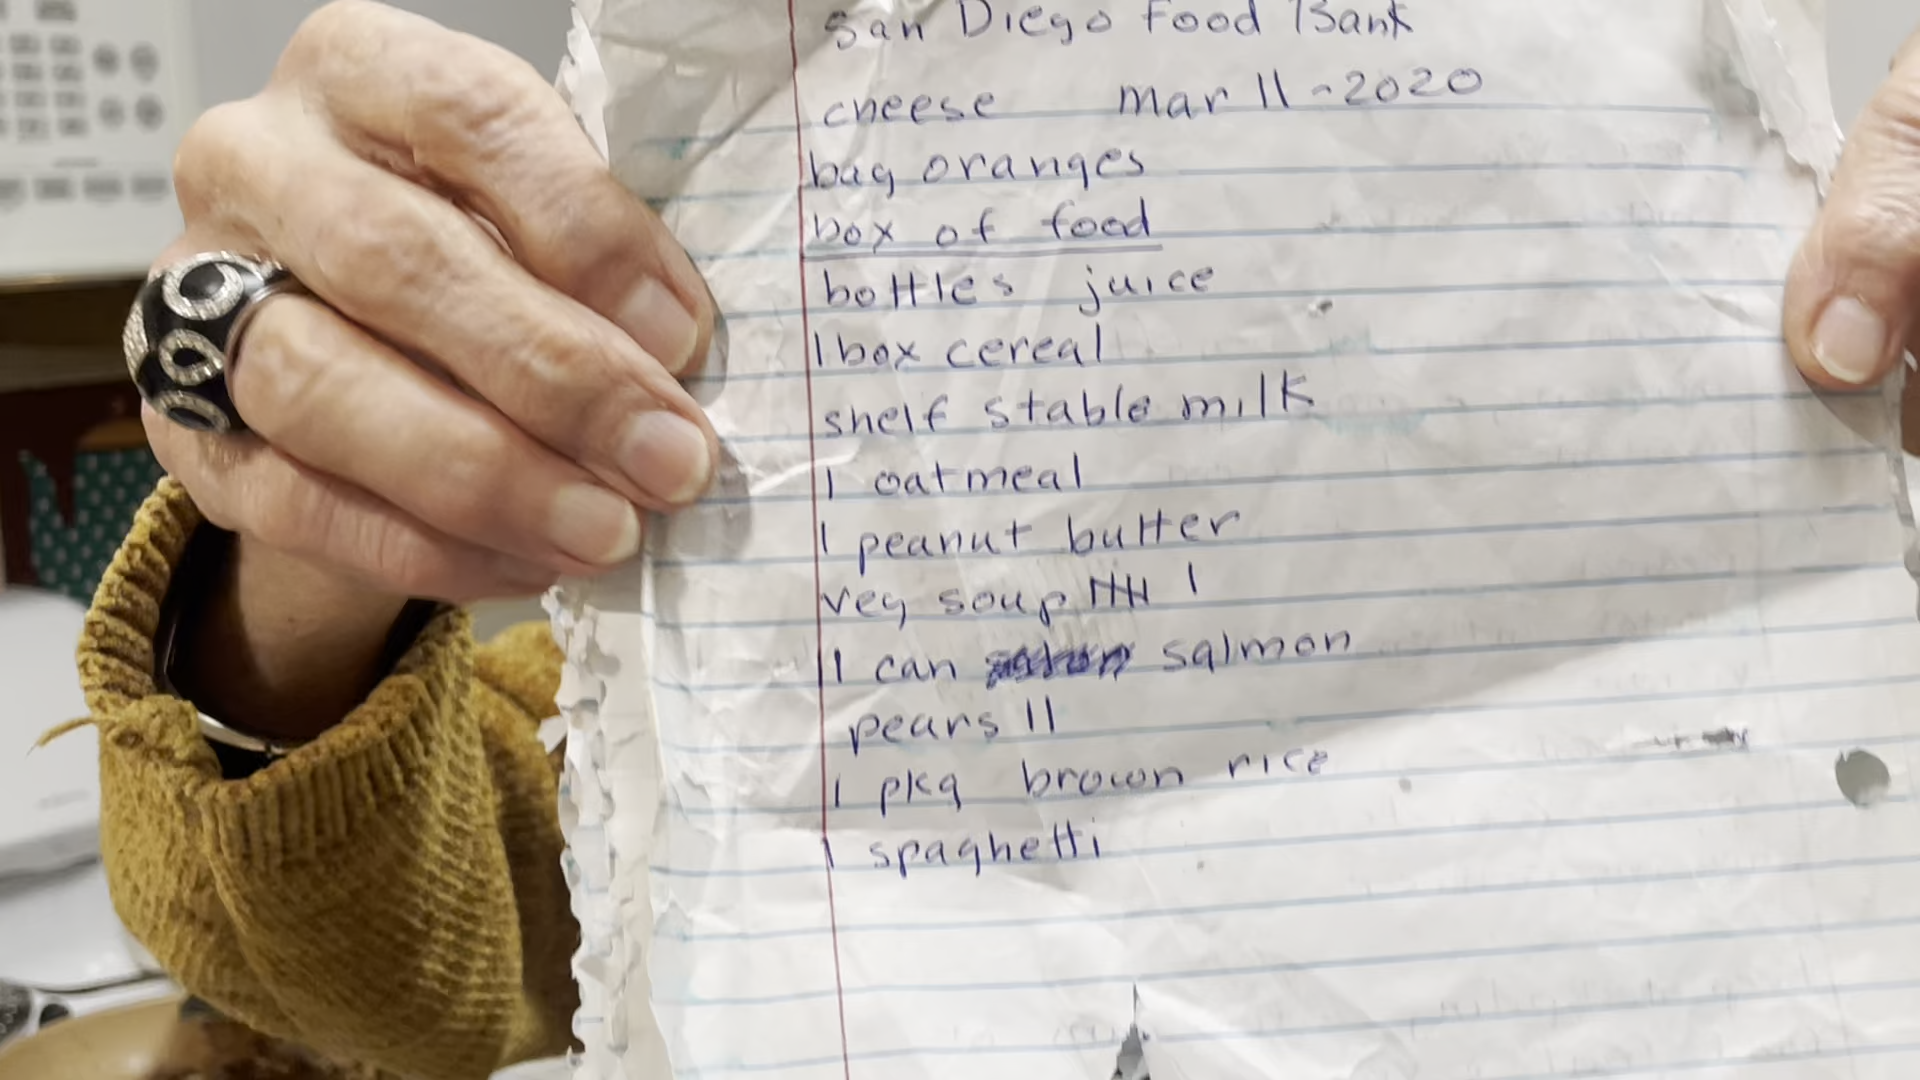 San Diego Food Bank
cheese mar 11-2020
bag oranges
box of food
bottles juice
1 box cereal
shelf stable milk
1 oatmeal
1 peanut butter
veg soup 卌 1
1 can salmon
pears 11
1 pkg brown rice
1 spaghetti